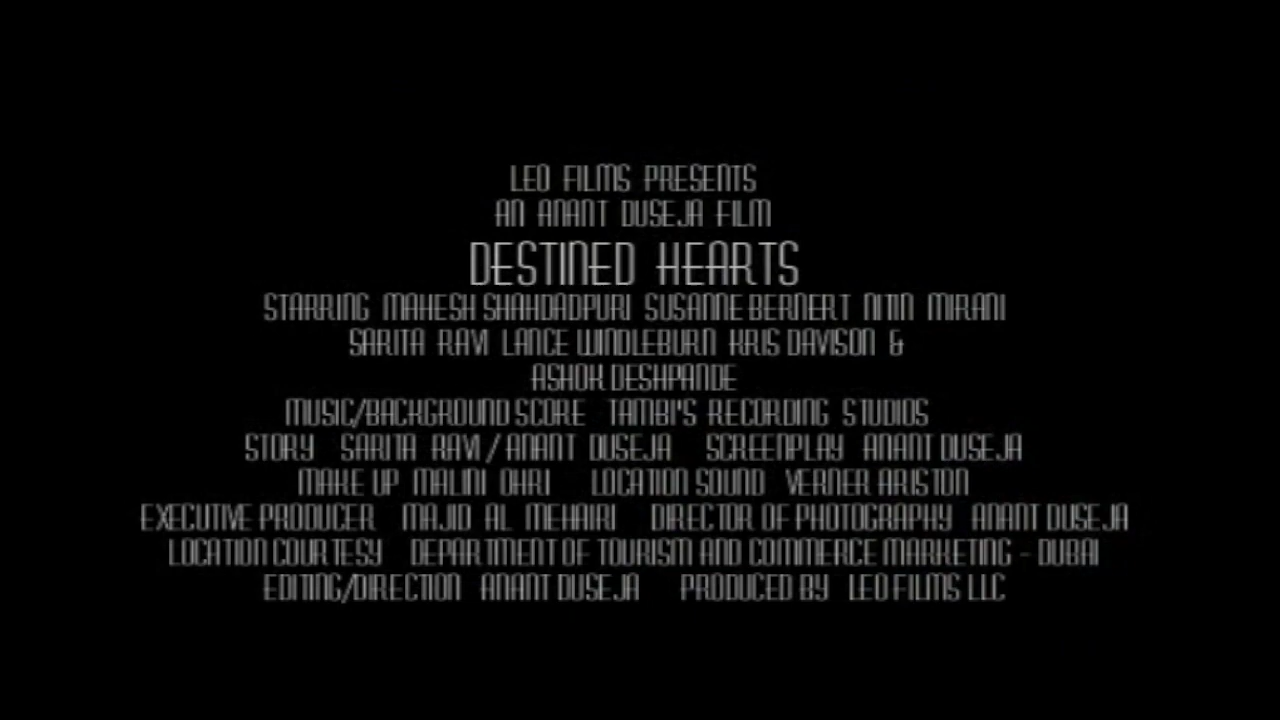 LEO FILMS PRESENTS
AN ANANT DUSEJA FILM
DESTINED HEARTS
STARRING MAHESH SHAHDADPURI SUSANNE BERNERT NITIN MIRANI
SARITA RAVI LANCE WINDLEBURN KRIS DAVISON &
ASHOK DESHPANDE
MUSIC/BACKGROUND SCORE TAMBI'S RECORDING STUDIOS
STORY SARITA RAVI / ANANT DUSEJA SCREENPLAY ANANT DUSEJA
MAKE UP MALINI OHRI LOCATION SOUND VERNER ARISTON
EXECUTIVE PRODUCER MAJID AL MEHAIRI DIRECTOR OF PHOTOGRAPHY ANANT DUSEJA
LOCATION COURTESY DEPARTMENT OF TOURISM AND COMMERCE MARKETING - DUBAI
EDITING/DIRECTION ANANT DUSEJA PRODUCED BY LEO FILMS LLC